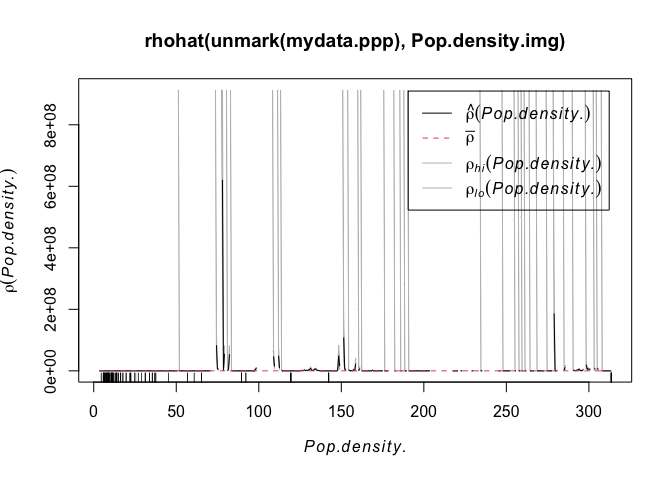 rhohat(unmark(mydata.ppp), Pop.density.img)
ρ(Pop.density.)
8e+08
6e+08
4e+08
2e+08
0e+00
ρ̂(Pop.density.)
ρ̄
ρhi(Pop.density.)
ρlo(Pop.density.)
0 50 100 150 200 250 300
Pop.density.